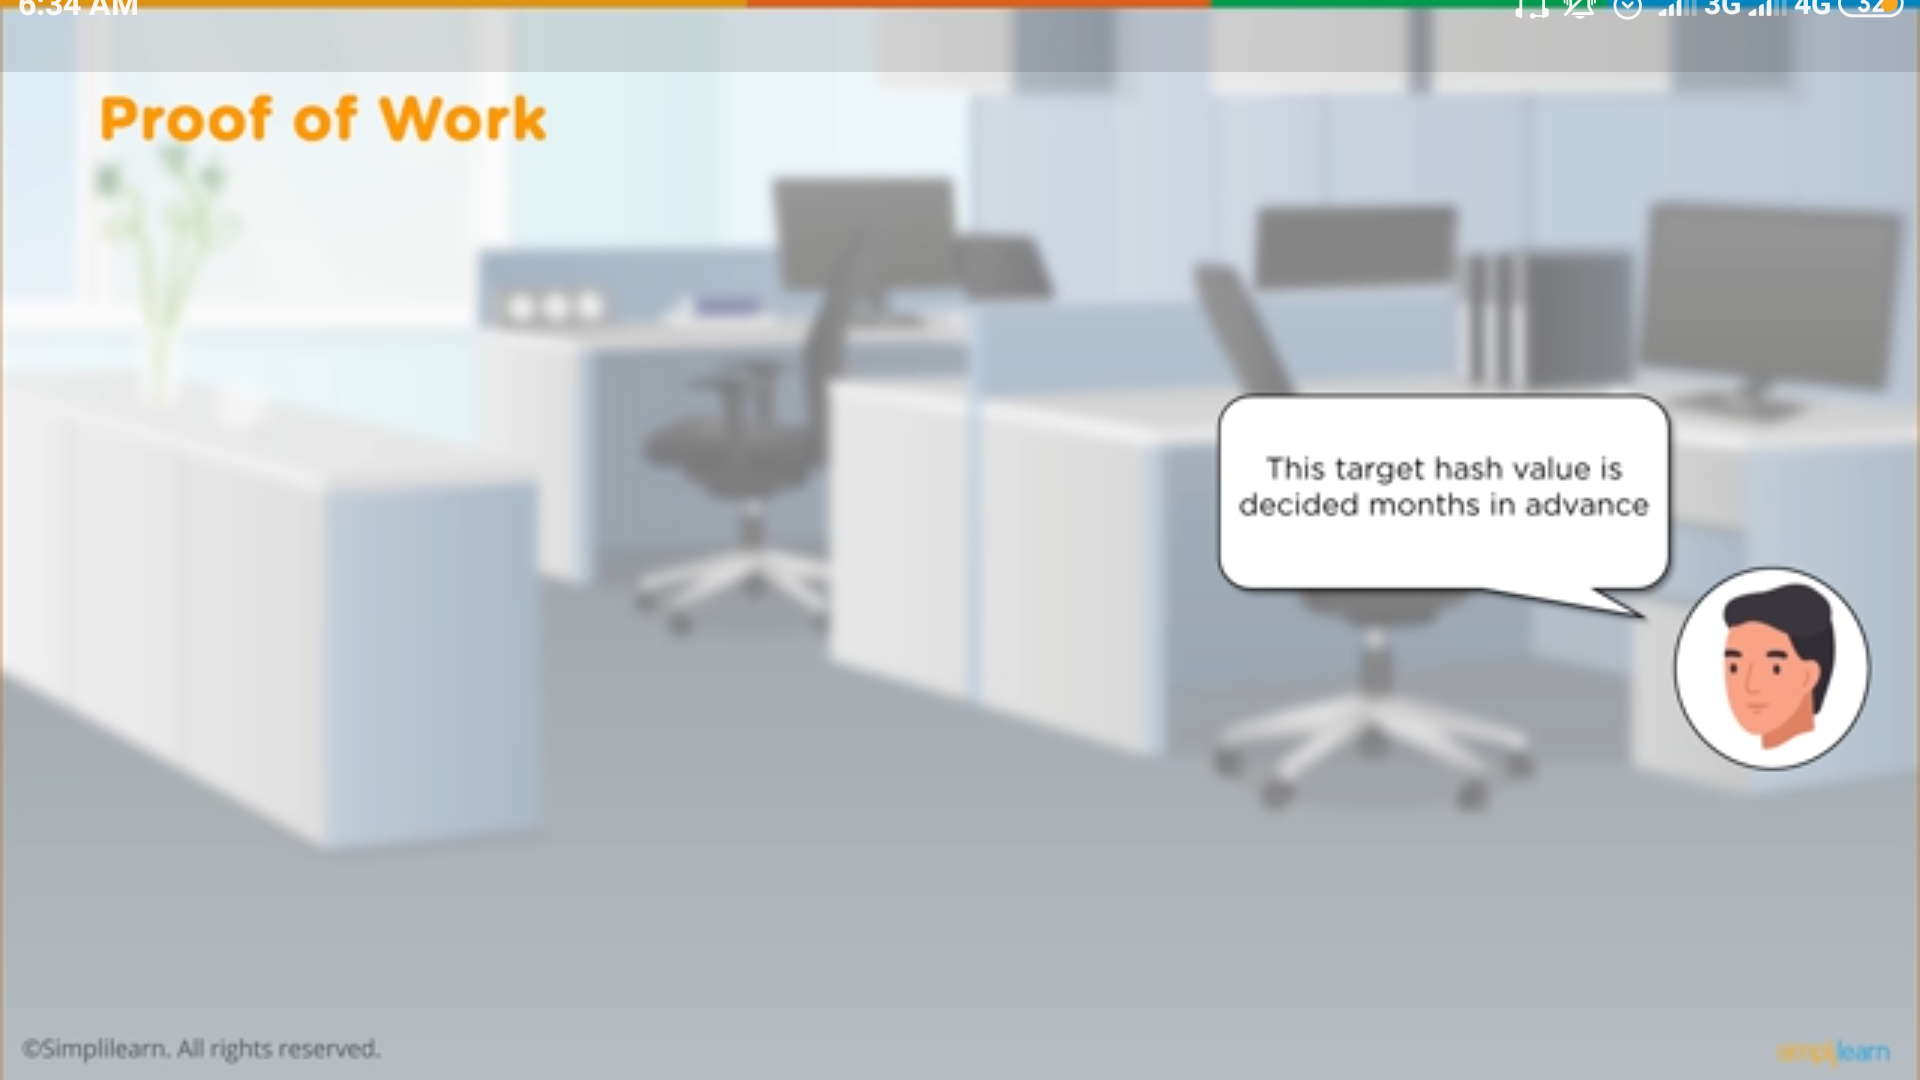 6:34 AM
3G
4G
32
Proof of Work
This target hash value is
decided months in advance
©Simplilearn. All rights reserved.
simplilearn